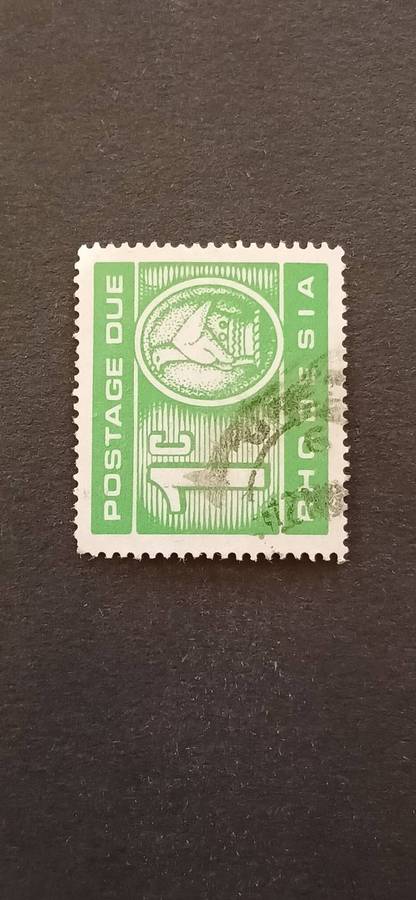 POSTAGE DUE
1c
RHODESIA